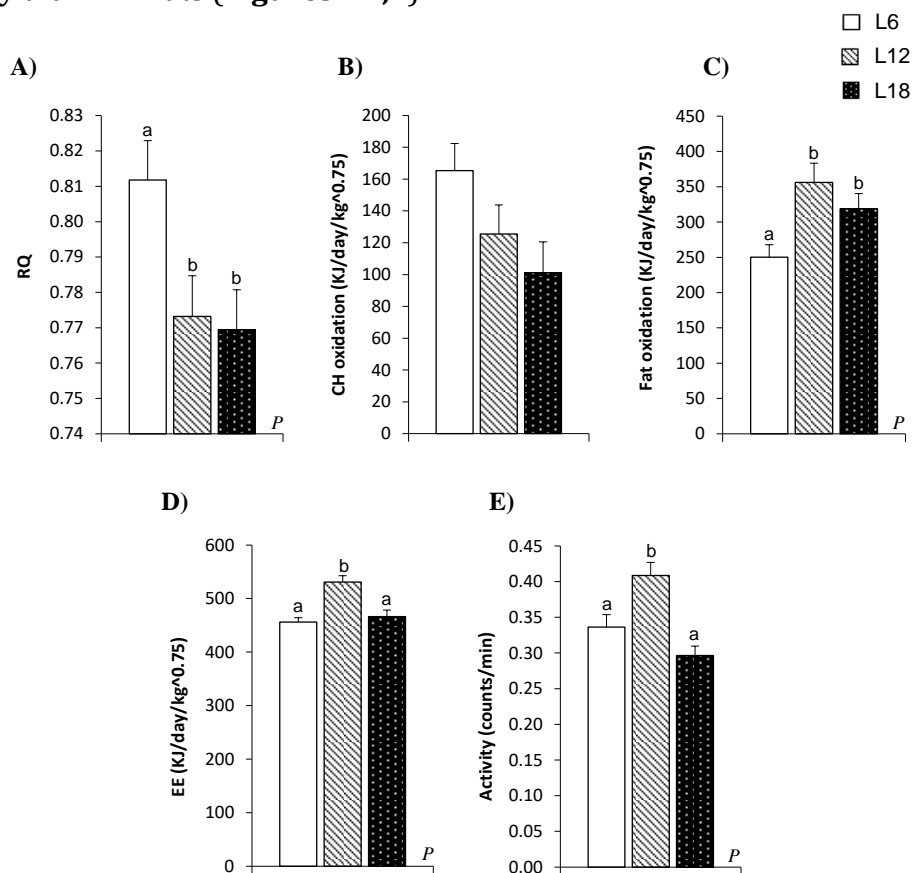 L6
L12
L18
A)
B)
C)
0.83
0.82
0.81
0.80
0.79
0.78
0.77
0.76
0.75
0.74
RQ
a
b
b
P
200
180
160
140
120
100
80
60
40
20
0
CH oxidation (KJ/day/kg^0.75)
450
400
350
300
250
200
150
100
50
0
Fat oxidation (KJ/day/kg^0.75)
a
b
b
P
D)
E)
600
500
400
300
200
100
0
EE (KJ/day/kg^0.75)
a
b
a
P
0.45
0.40
0.35
0.30
0.25
0.20
0.15
0.10
0.05
0.00
Activity (counts/min)
a
b
a
P